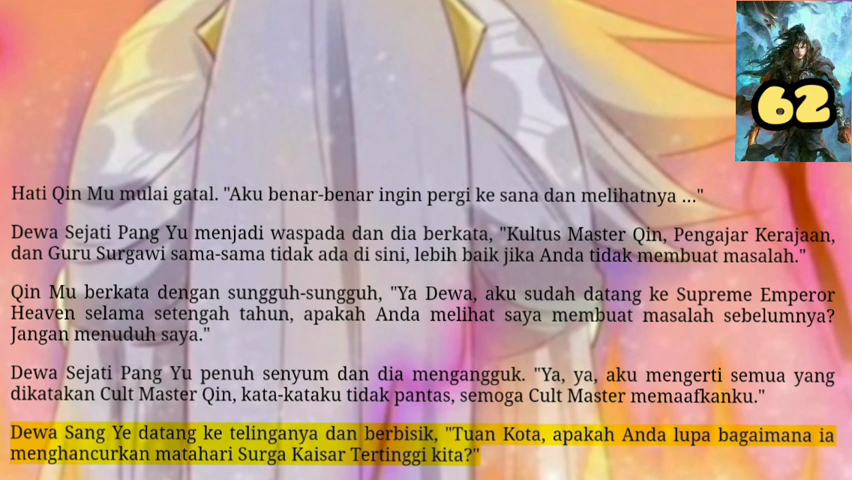 62
Hati Qin Mu mulai gatal. "Aku benar-benar ingin pergi ke sana dan melihatnya ..."
Dewa Sejati Pang Yu menjadi waspada dan dia berkata, "Kultus Master Qin, Pengajar Kerajaan,
dan Guru Surgawi sama-sama tidak ada di sini, lebih baik jika Anda tidak membuat masalah."
Qin Mu berkata dengan sungguh-sungguh, "Ya Dewa, aku sudah datang ke Supreme Emperor
Heaven selama setengah tahun, apakah Anda melihat saya membuat masalah sebelumnya?
Jangan menuduh saya."
Dewa Sejati Pang Yu penuh senyum dan dia mengangguk. "Ya, ya, aku mengerti semua yang
dikatakan Cult Master Qin, kata-kataku tidak pantas, semoga Cult Master memaafkanku."
Dewa Sang Ye datang ke telinganya dan berbisik, "Tuan Kota, apakah Anda lupa bagaimana ia
menghancurkan matahari Surga Kaisar Tertinggi kita?"